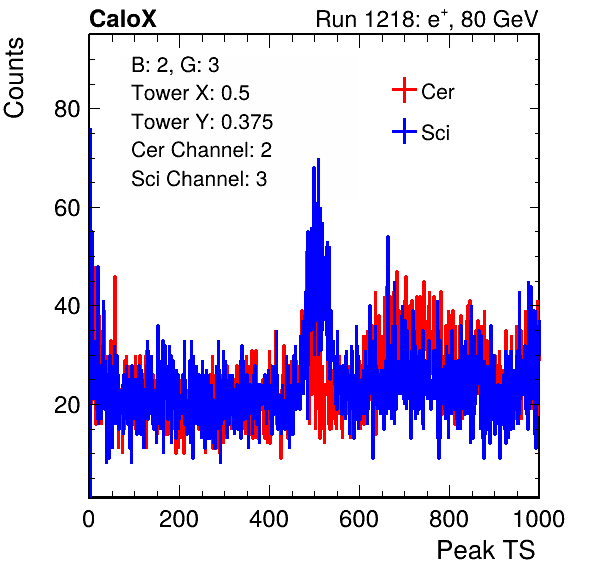 CaloX Run 1218: e⁺, 80 GeV
Counts
B: 2, G: 3
Tower X: 0.5
Tower Y: 0.375
Cer Channel: 2
Sci Channel: 3
Cer
Sci
80
60
40
20
0 200 400 600 800 1000
Peak TS